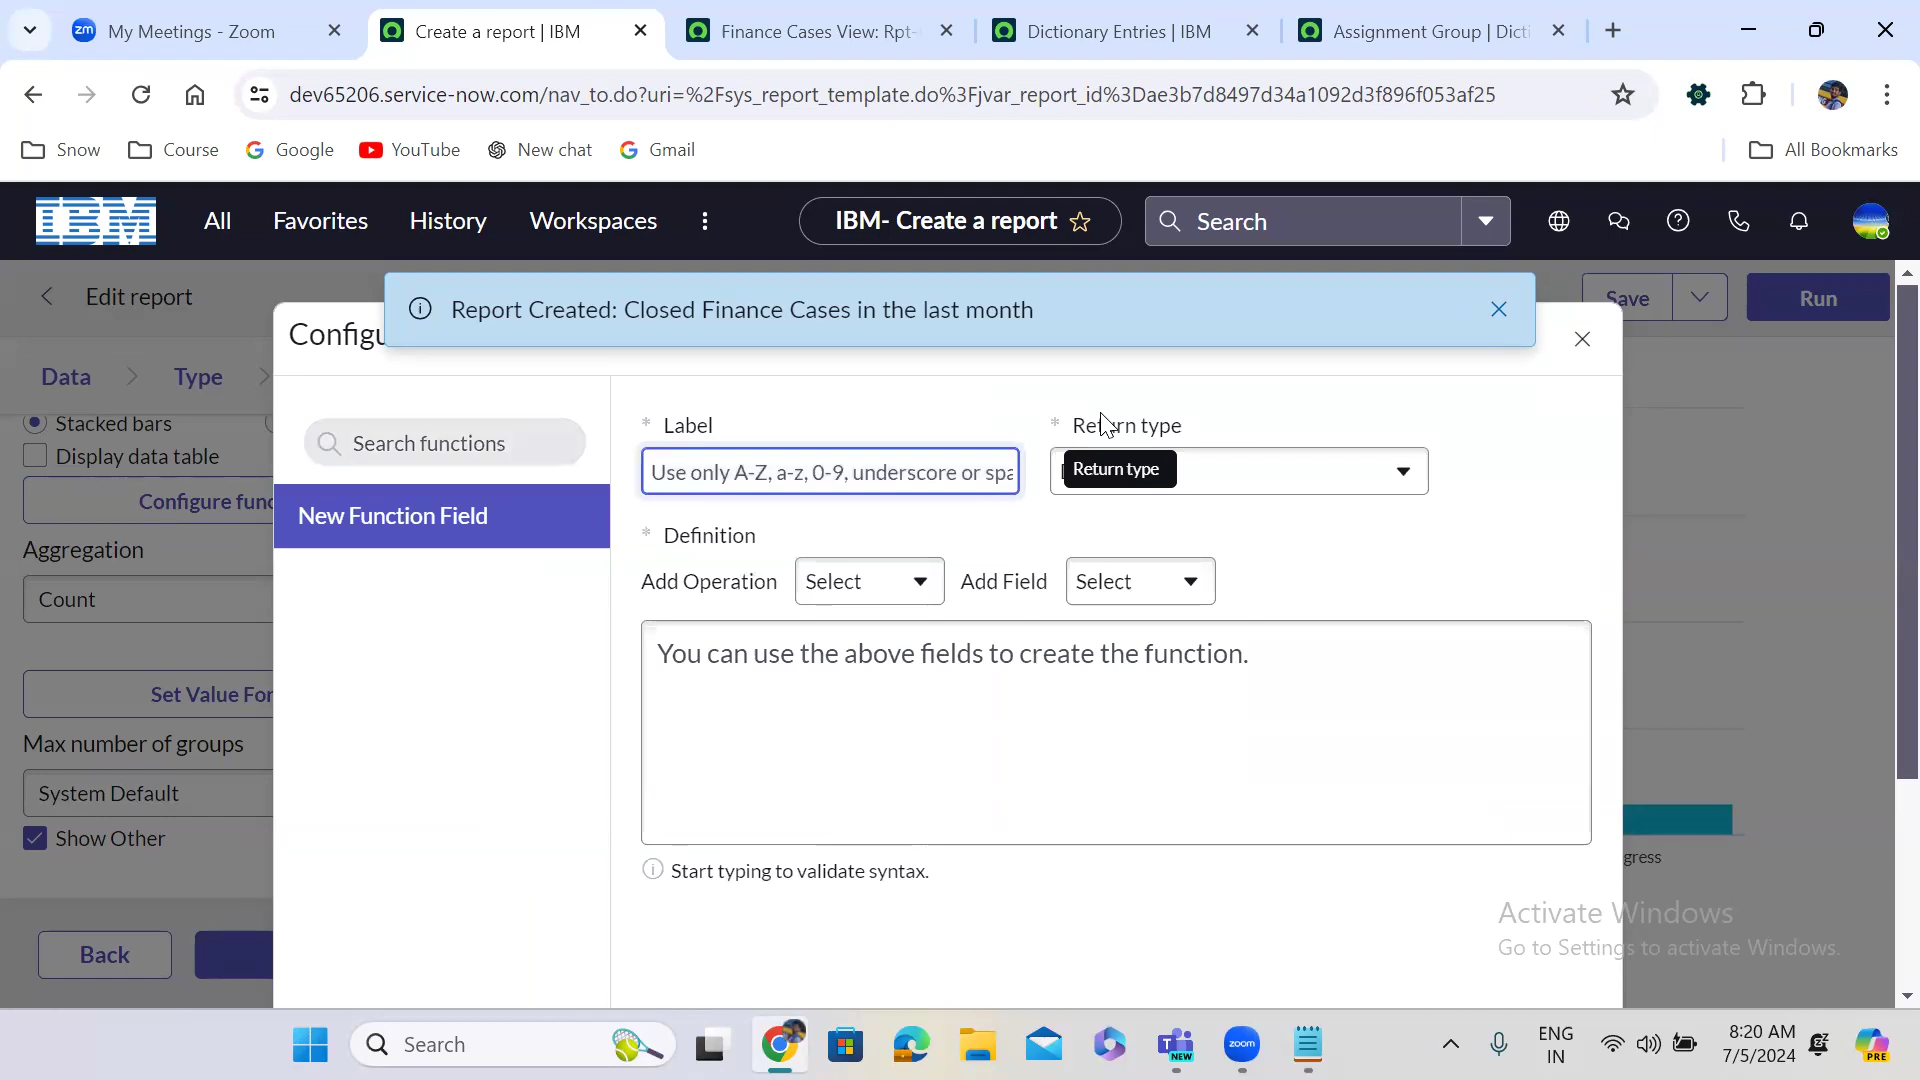 My Meetings - Zoom
Create a report | IBM
Finance Cases View: Rpt-
Dictionary Entries | IBM
Assignment Group | Dicti
dev65206.service-now.com/nav_to.do?uri=%2Fsys_report_template.do%3Fjvar_report_id%3Dae3b7d8497d34a1092d3f896f053af25
Snow
Course
Google
YouTube
New chat
Gmail
All Bookmarks
IBM
All
Favorites
History
Workspaces
IBM- Create a report
Search
Edit report
Report Created: Closed Finance Cases in the last month
Save
Run
Configu
Data
Type
Stacked bars
Display data table
Configure func
Aggregation
Count
Set Value For
Max number of groups
System Default
Show Other
Back
Search functions
New Function Field
* Label
Use only A-Z, a-z, 0-9, underscore or spa
* Return type
Return type
* Definition
Add Operation
Select
Add Field
Select
You can use the above fields to create the function.
Start typing to validate syntax.
gress
Activate Windows
Go to Settings to activate Windows.
Search
NEW
zoom
ENG
IN
8:20 AM
7/5/2024
PRE